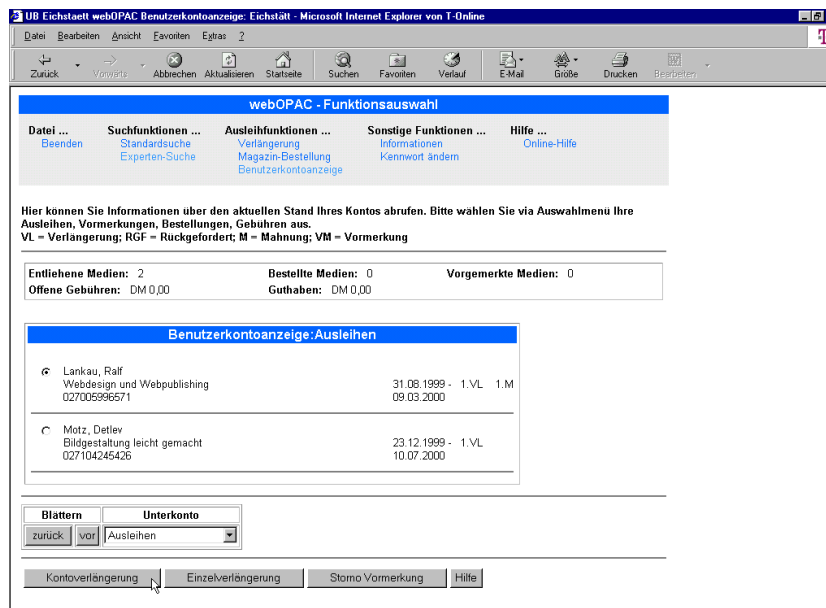 UB Eichstaett webOPAC Benutzerkontoanzeige: Eichstätt - Microsoft Internet Explorer von T-Online
Datei Bearbeiten Ansicht Favoriten Extras ?
Zurück Vorwärts Abbrechen Aktualisieren Startseite Suchen Favoriten Verlauf E-Mail Größe Drucken Bearbeiten
webOPAC - Funktionsauswahl
Datei ... Suchfunktionen ... Ausleihfunktionen ... Sonstige Funktionen ... Hilfe ...
Beenden Standardsuche Verlängerung Informationen Online-Hilfe
Experten-Suche Magazin-Bestellung Kennwort ändern
Benutzerkontoanzeige
Hier können Sie Informationen über den aktuellen Stand Ihres Kontos abrufen. Bitte wählen Sie via Auswahlmenü Ihre
Ausleihen, Vormerkungen, Bestellungen, Gebühren aus.
VL = Verlängerung; RGF = Rückgefordert; M = Mahnung; VM = Vormerkung
Entliehene Medien: 2 Bestellte Medien: 0 Vorgemerkte Medien: 0
Offene Gebühren: DM 0,00 Guthaben: DM 0,00
Benutzerkontoanzeige:Ausleihen
Lankau, Ralf
Webdesign und Webpublishing 31.08.1999 - 1.VL 1.M
027005996571 09.03.2000
Motz, Detlev
Bildgestaltung leicht gemacht 23.12.1999 - 1.VL
027104245426 10.07.2000
Blättern Unterkonto
zurück vor Ausleihen
Kontoverlängerung Einzelverlängerung Storno Vormerkung Hilfe